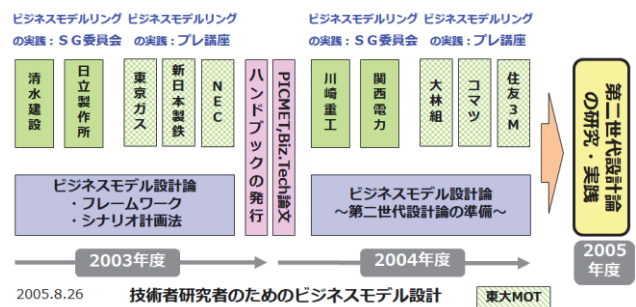 ビジネスモデルリング
の実践：ＳＧ委員会
ビジネスモデルリング
の実践：プレ講座
ビジネスモデルリング
の実践：ＳＧ委員会
ビジネスモデルリング
の実践：プレ講座
清水建設
日立製作所
東京ガス
新日本製鉄
NEC
ハンドブックの発行
PICMET,Biz.Tech論文
川崎重工
関西電力
大林組
コマツ
住友３M
第二世代設計論
の研究・実践
ビジネスモデル設計論
・フレームワーク
・シナリオ計画法
ビジネスモデル設計論
～第二世代設計論の準備～
2003年度
2004年度
2005
年度
2005.8.26
技術者研究者のためのビジネスモデル設計
東大MOT